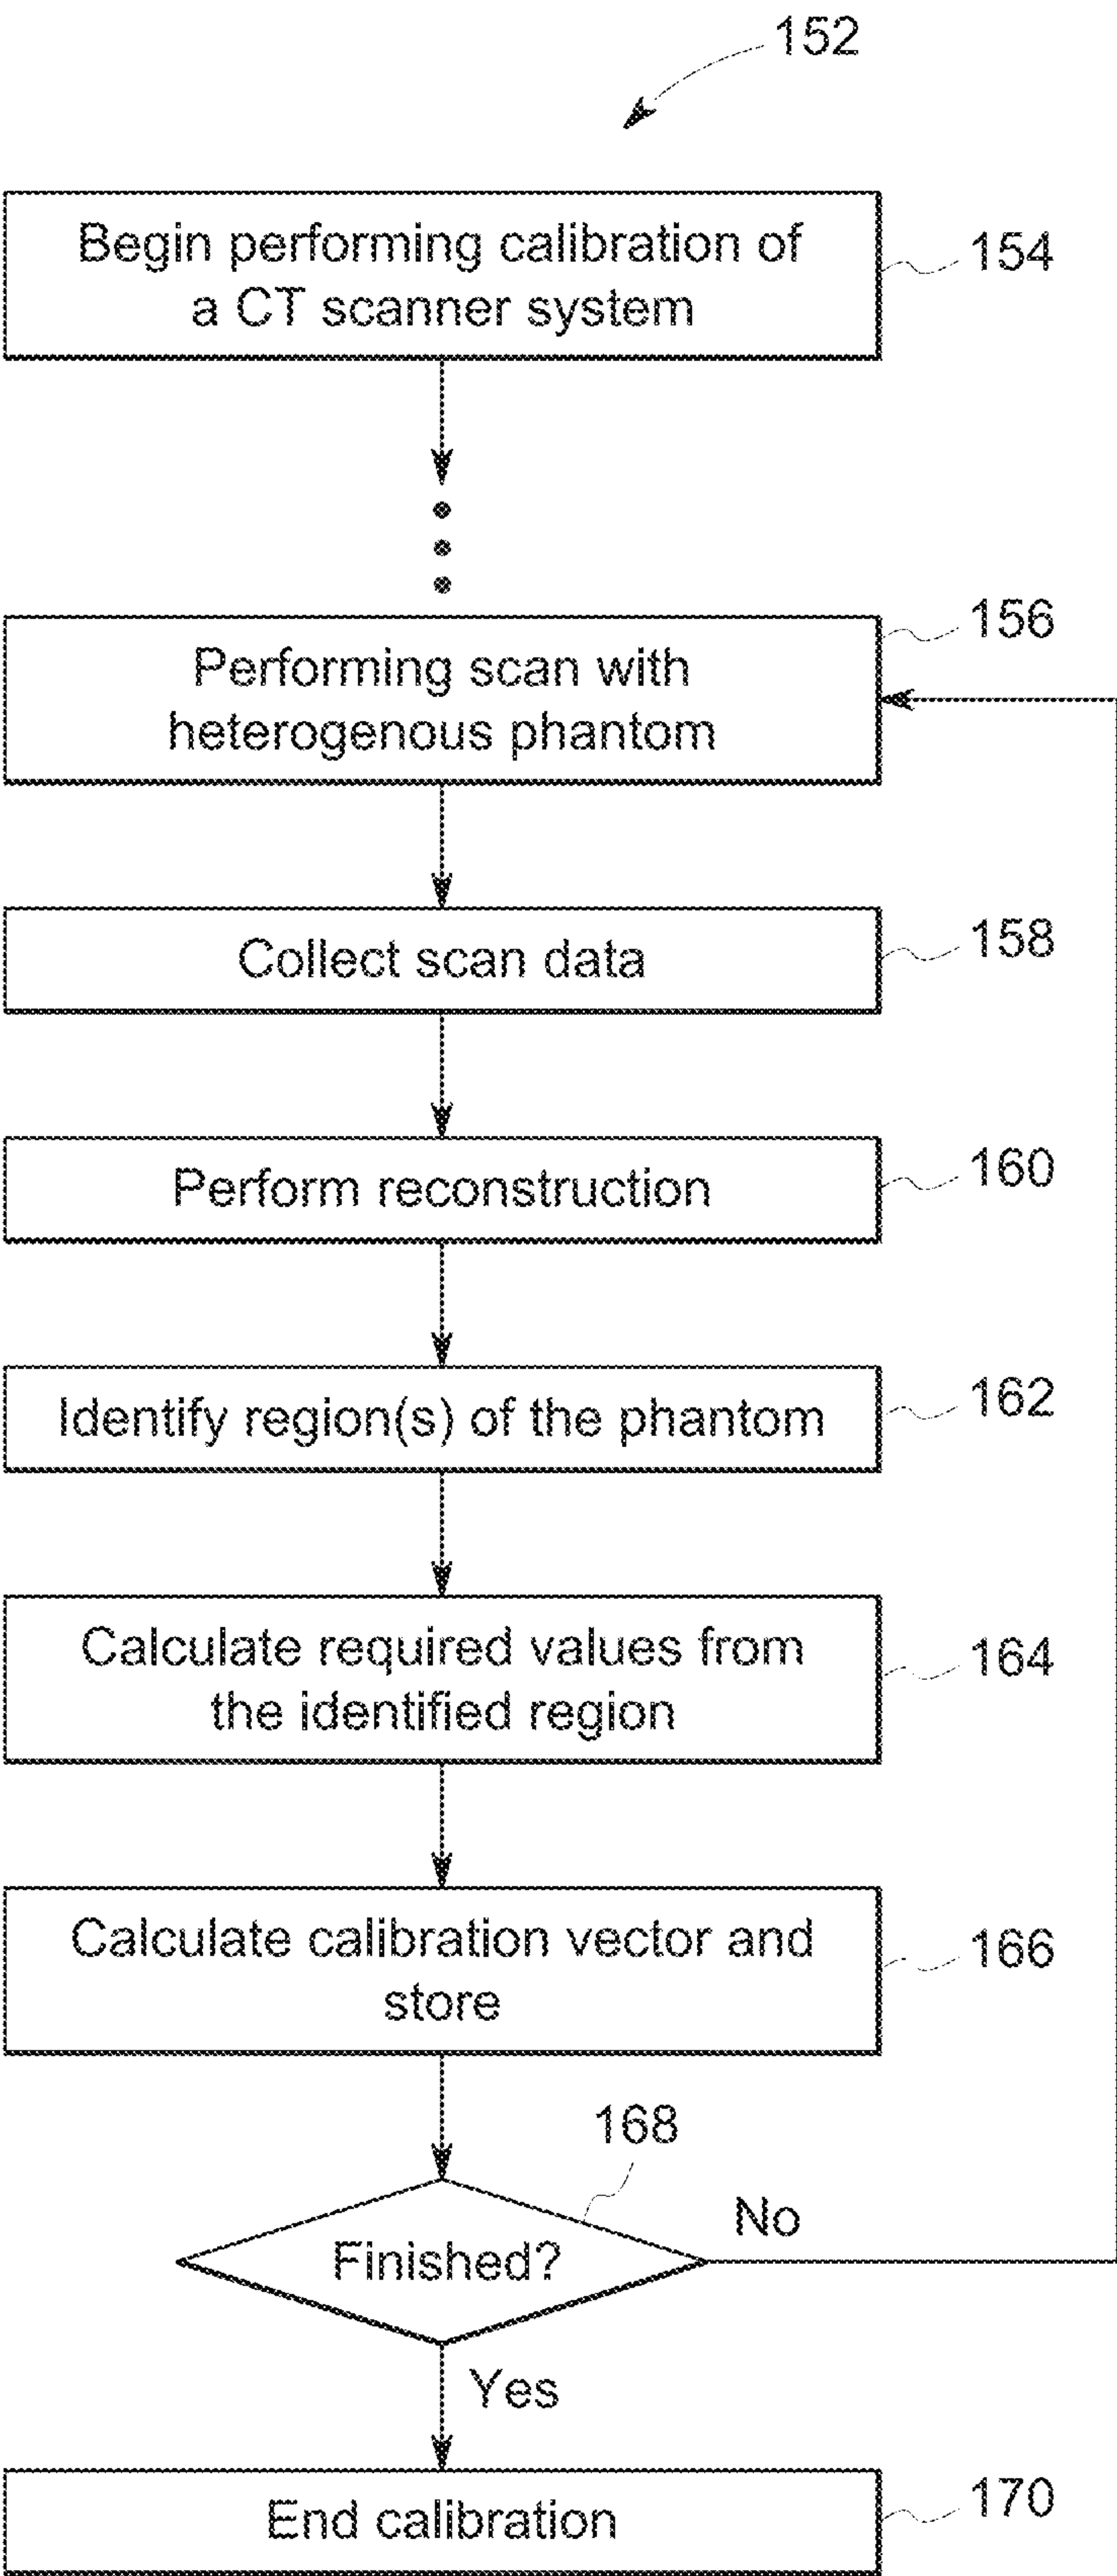 152
Begin performing calibration of
a CT scanner system
154
156
Performing scan with
heterogenous phantom
Collect scan data
158
Perform reconstruction
160
Identify region(s) of the phantom
162
Calculate required values from
the identified region
164
Calculate calibration vector and
store
166
168
Finished?
No
Yes
End calibration
170